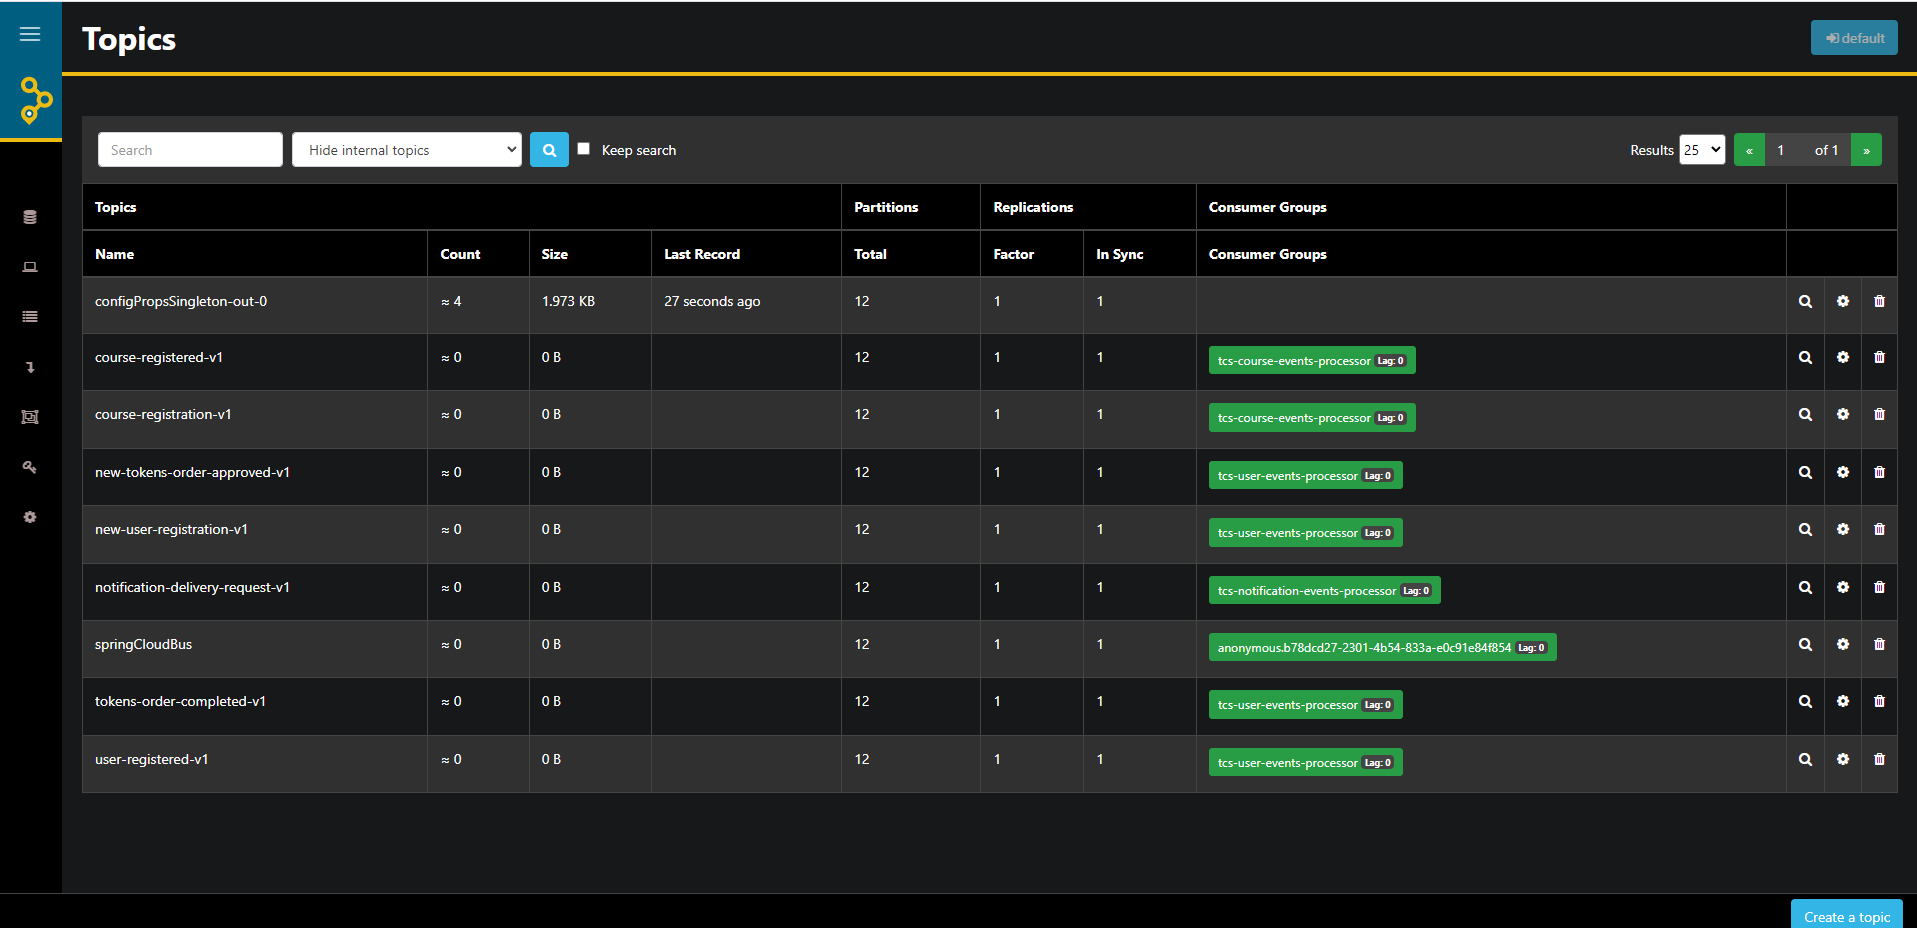 Topics
default
Search Hide internal topics Keep search Results 25 « 1 of 1 »
Topics Partitions Replications Consumer Groups
Name Count Size Last Record Total Factor In Sync Consumer Groups
configPropsSingleton-out-0 ≈ 4 1.973 KB 27 seconds ago 12 1 1
course-registered-v1 ≈ 0 0 B 12 1 1 tcs-course-events-processor Lag: 0
course-registration-v1 ≈ 0 0 B 12 1 1 tcs-course-events-processor Lag: 0
new-tokens-order-approved-v1 ≈ 0 0 B 12 1 1 tcs-user-events-processor Lag: 0
new-user-registration-v1 ≈ 0 0 B 12 1 1 tcs-user-events-processor Lag: 0
notification-delivery-request-v1 ≈ 0 0 B 12 1 1 tcs-notification-events-processor Lag: 0
springCloudBus ≈ 0 0 B 12 1 1 anonymous.b78dcd27-2301-4b54-833a-e0c91e84f854 Lag: 0
tokens-order-completed-v1 ≈ 0 0 B 12 1 1 tcs-user-events-processor Lag: 0
user-registered-v1 ≈ 0 0 B 12 1 1 tcs-user-events-processor Lag: 0
Create a topic